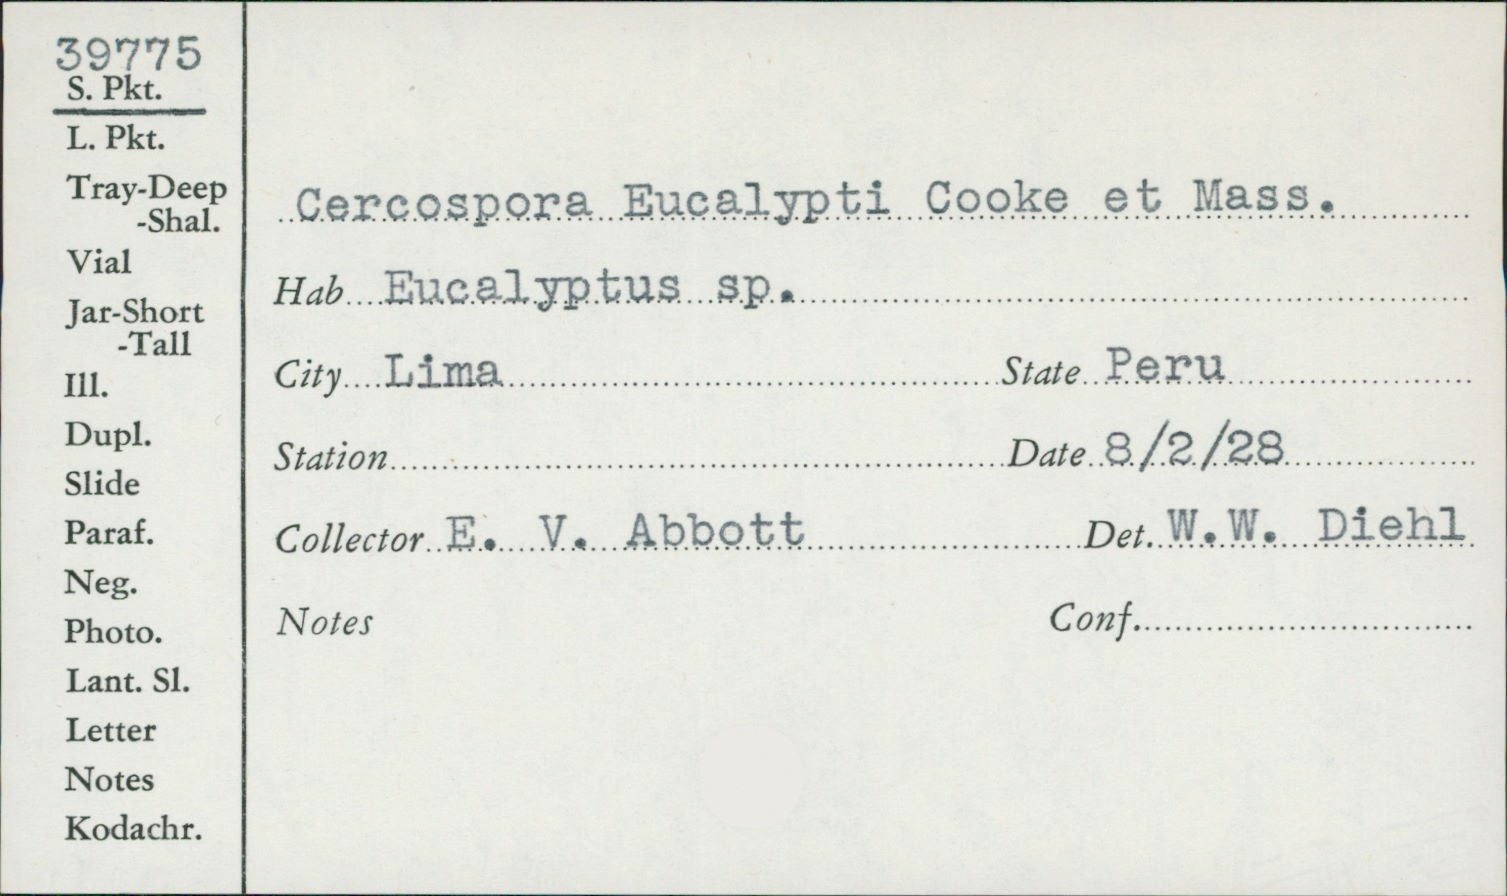 39775
S. Pkt.
L. Pkt.
Tray-Deep
-Shal.
Vial
Jar-Short
-Tall
Ill.
Dupl.
Slide
Paraf.
Neg.
Photo.
Lant. Sl.
Letter
Notes
Kodachr.
Cercospora Eucalypti Cooke et Mass.
Hab Eucalyptus sp.
City Lima State Peru
Station Date 8/2/28
Collector E. V. Abbott Det. W.W. Diehl
Notes Conf.